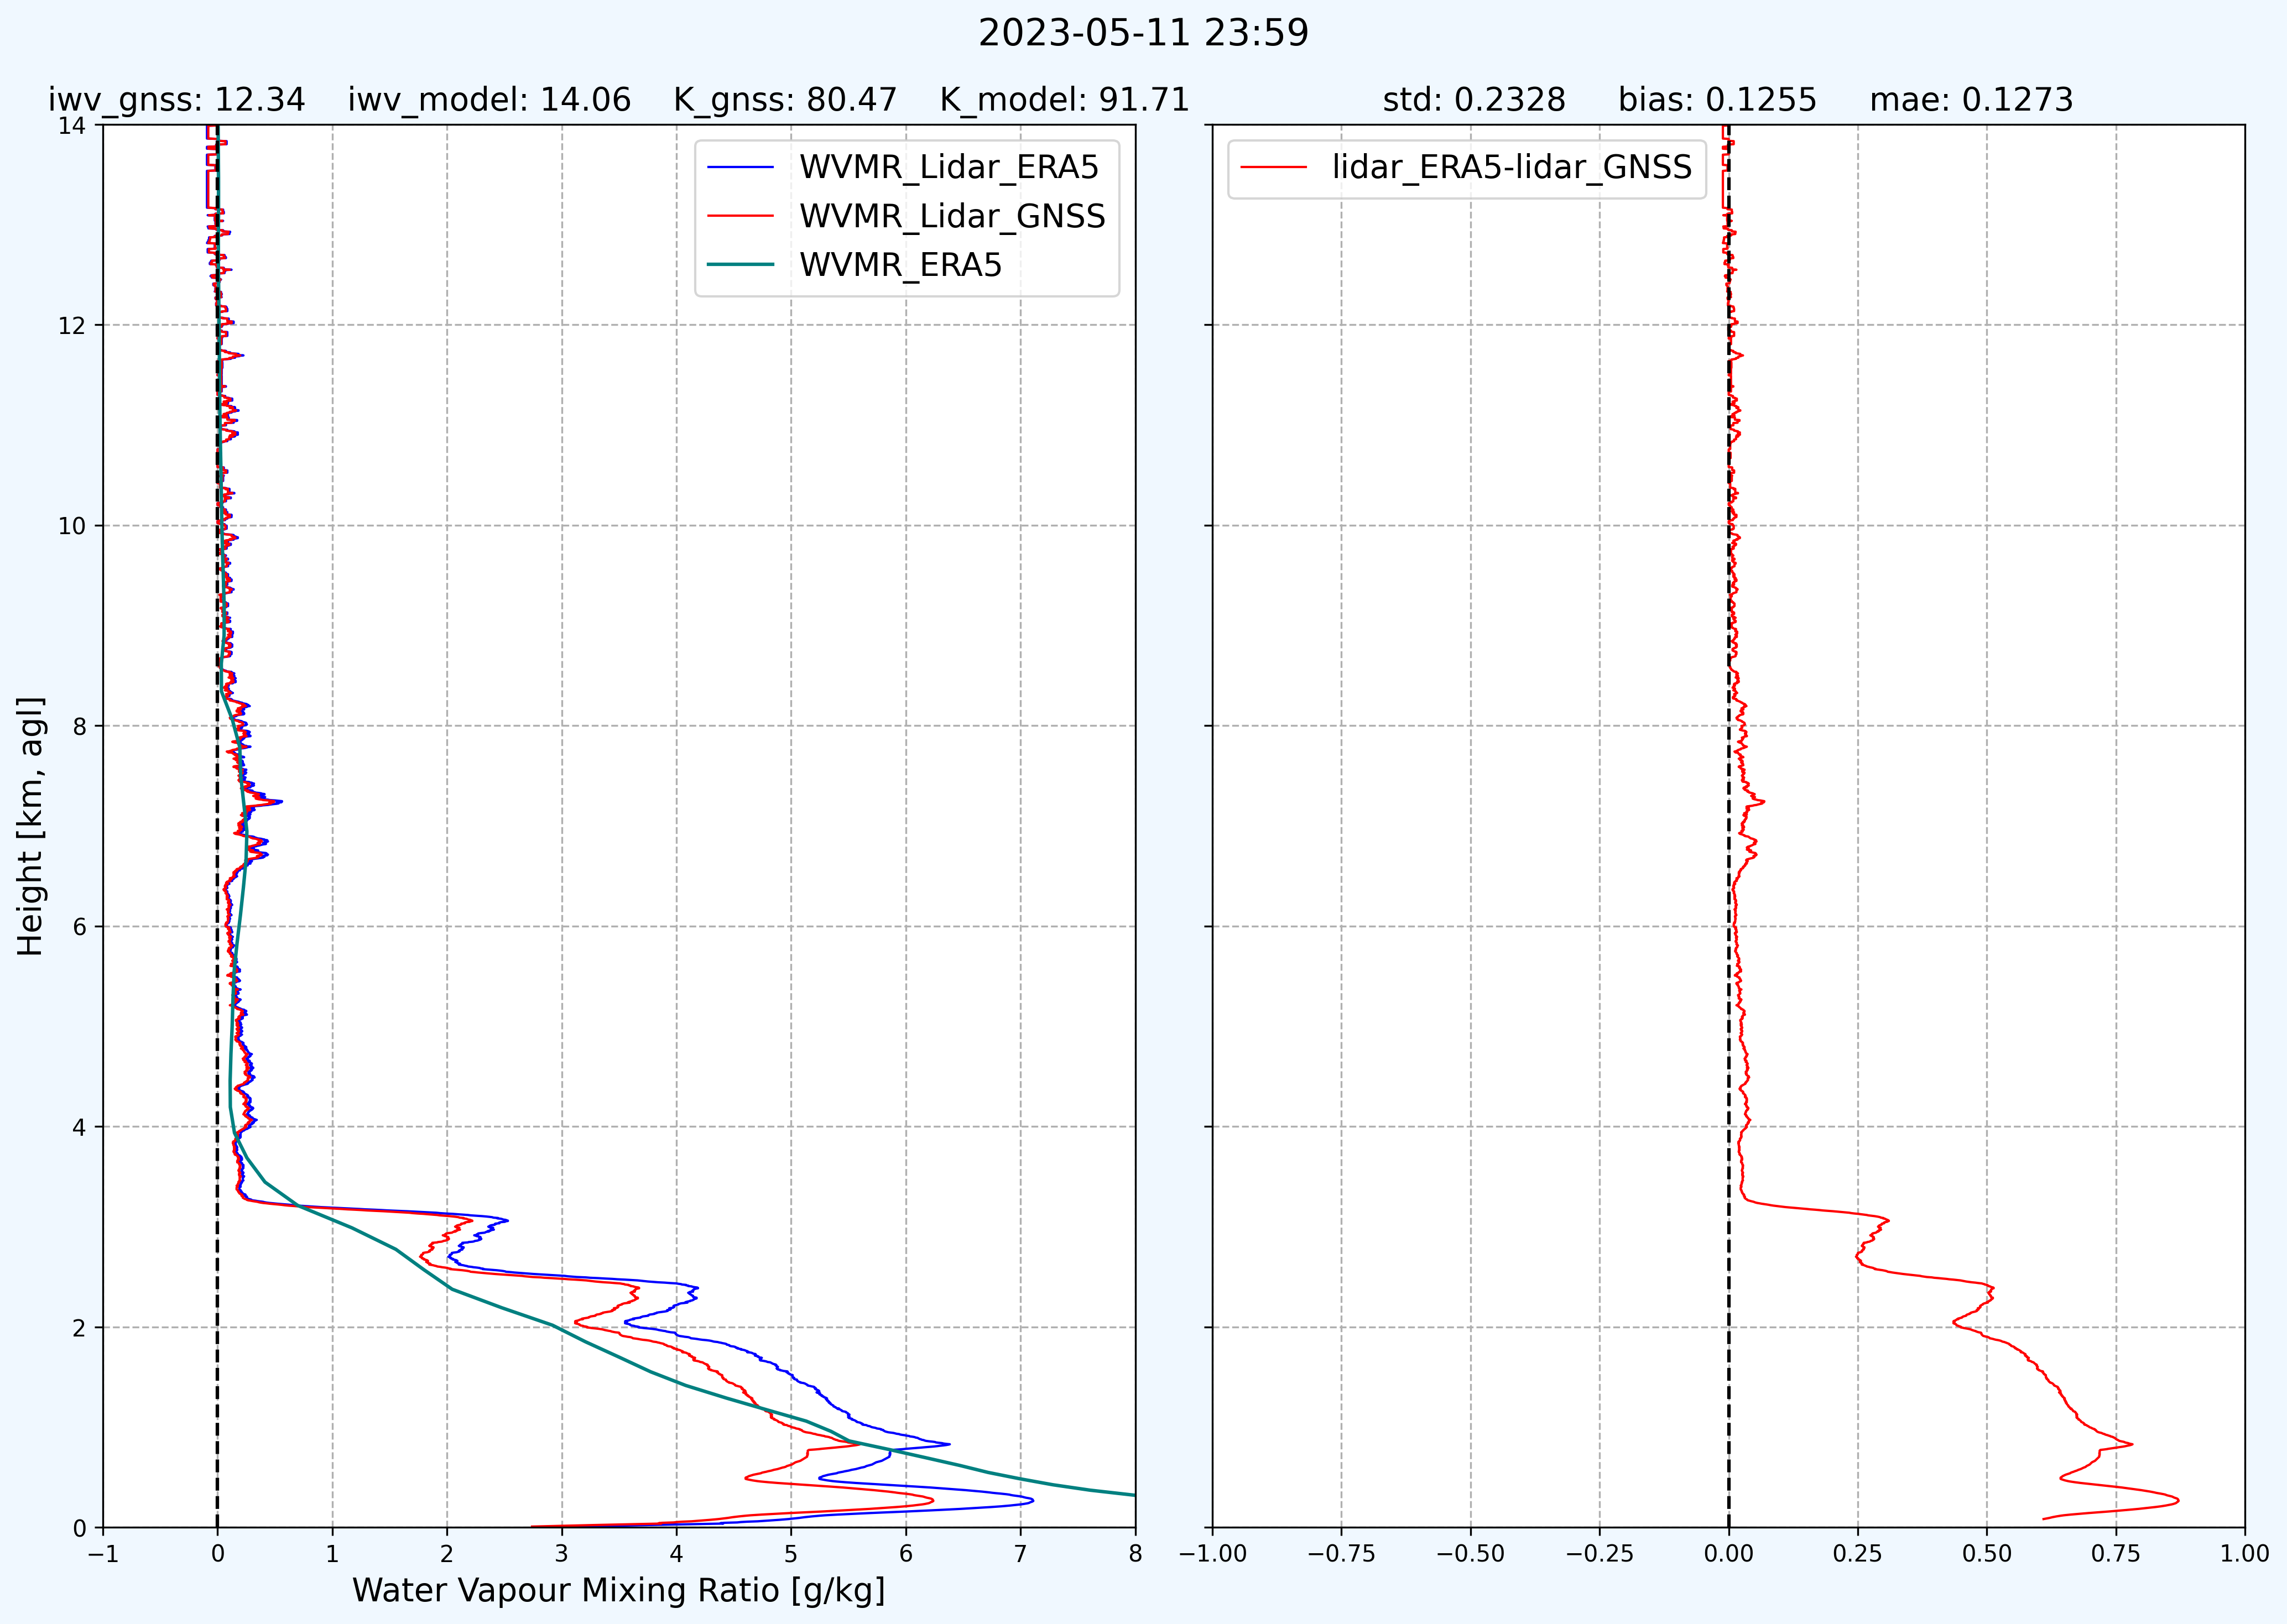 2023-05-11 23:59
iwv_gnss: 12.34 iwv_model: 14.06 K_gnss: 80.47 K_model: 91.71
std: 0.2328 bias: 0.1255 mae: 0.1273
WVMR_Lidar_ERA5
WVMR_Lidar_GNSS
WVMR_ERA5
lidar_ERA5-lidar_GNSS
14
12
10
8
6
4
2
0
Height [km, agl]
−1 0 1 2 3 4 5 6 7 8
−1.00 −0.75 −0.50 −0.25 0.00 0.25 0.50 0.75 1.00
Water Vapour Mixing Ratio [g/kg]